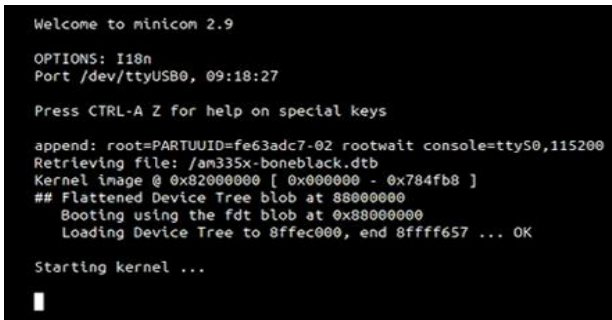 Welcome to minicom 2.9
OPTIONS: I18n
Port /dev/ttyUSB0, 09:18:27
Press CTRL-A Z for help on special keys
append: root=PARTUUID=fe63adc7-02 rootwait console=ttyS0,115200
Retrieving file: /am335x-boneblack.dtb
Kernel image @ 0x82000000 [ 0x000000 - 0x784fb8 ]
## Flattened Device Tree blob at 88000000
Booting using the fdt blob at 0x88000000
Loading Device Tree to 8ffec000, end 8ffff657 ... OK
Starting kernel ...